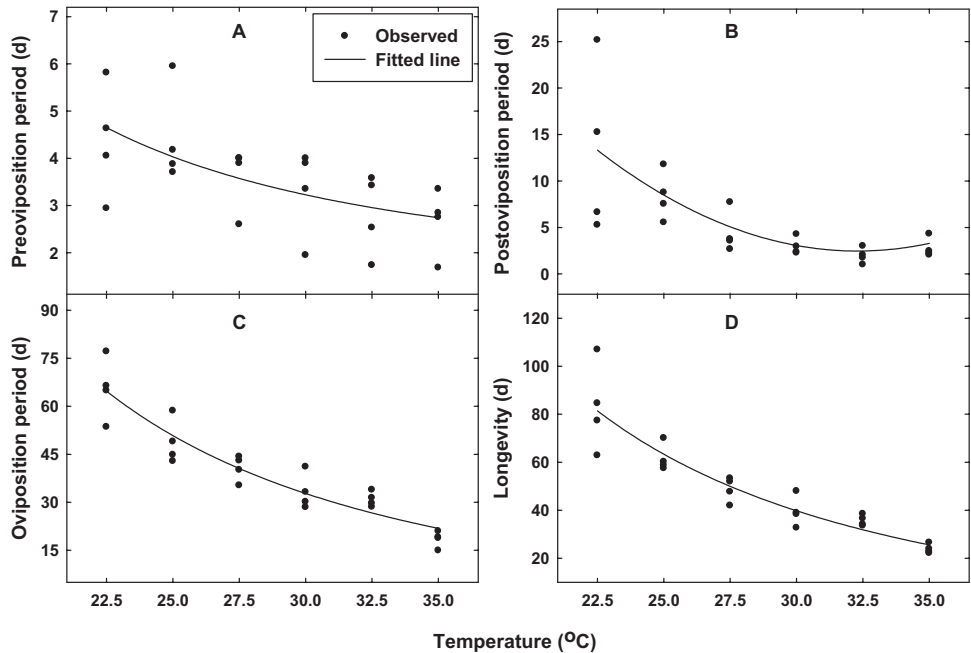 A
Observed
Fitted line
Preoviposition period (d)
7
6
5
4
3
2
B
Postoviposition period (d)
25
20
15
10
5
0
C
Oviposition period (d)
90
75
60
45
30
15
22.5 25.0 27.5 30.0 32.5 35.0
D
Longevity (d)
120
100
80
60
40
20
22.5 25.0 27.5 30.0 32.5 35.0
Temperature (ºC)